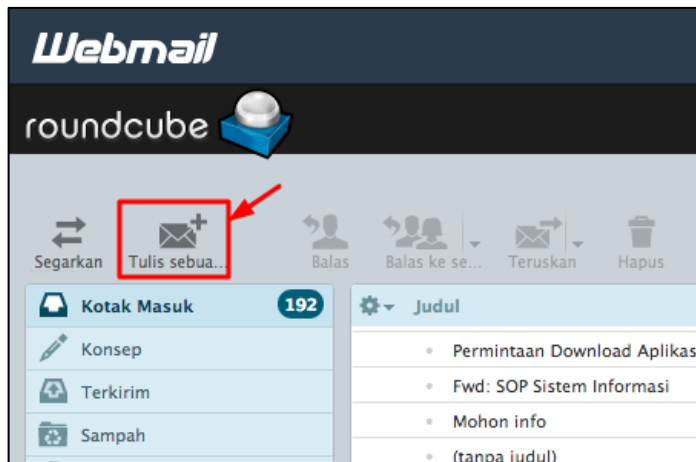 Webmail
roundcube
Segarkan Tulis sebua... Balas Balas ke se... Teruskan Hapus
Kotak Masuk 192 Judul
Konsep Permintaan Download Aplikas
Terkirim Fwd: SOP Sistem Informasi
Sampah Mohon info
(tanpa judul)